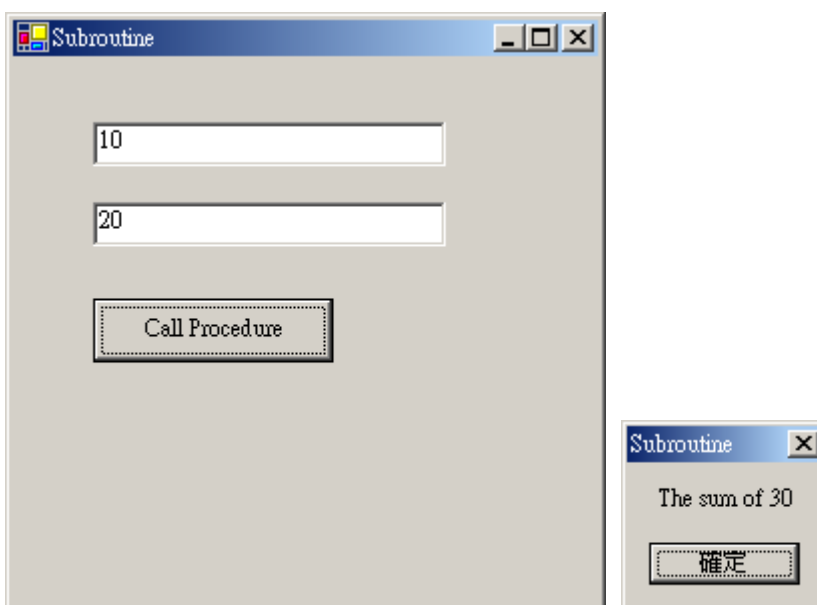 Subroutine
10
20
Call Procedure
Subroutine
The sum of 30
確定